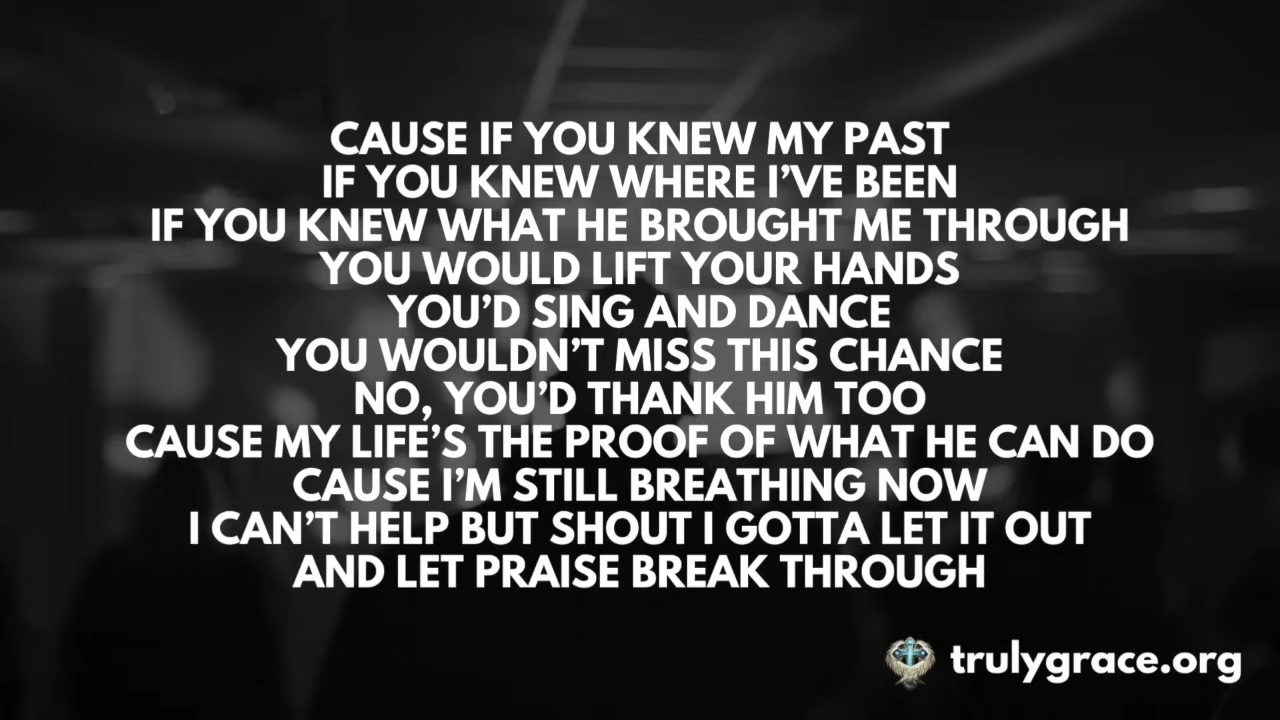 CAUSE IF YOU KNEW MY PAST
IF YOU KNEW WHERE I’VE BEEN
IF YOU KNEW WHAT HE BROUGHT ME THROUGH
YOU WOULD LIFT YOUR HANDS
YOU’D SING AND DANCE
YOU WOULDN’T MISS THIS CHANCE
NO, YOU’D THANK HIM TOO
CAUSE MY LIFE’S THE PROOF OF WHAT HE CAN DO
CAUSE I’M STILL BREATHING NOW
I CAN’T HELP BUT SHOUT I GOTTA LET IT OUT
AND LET PRAISE BREAK THROUGH
trulygrace.org